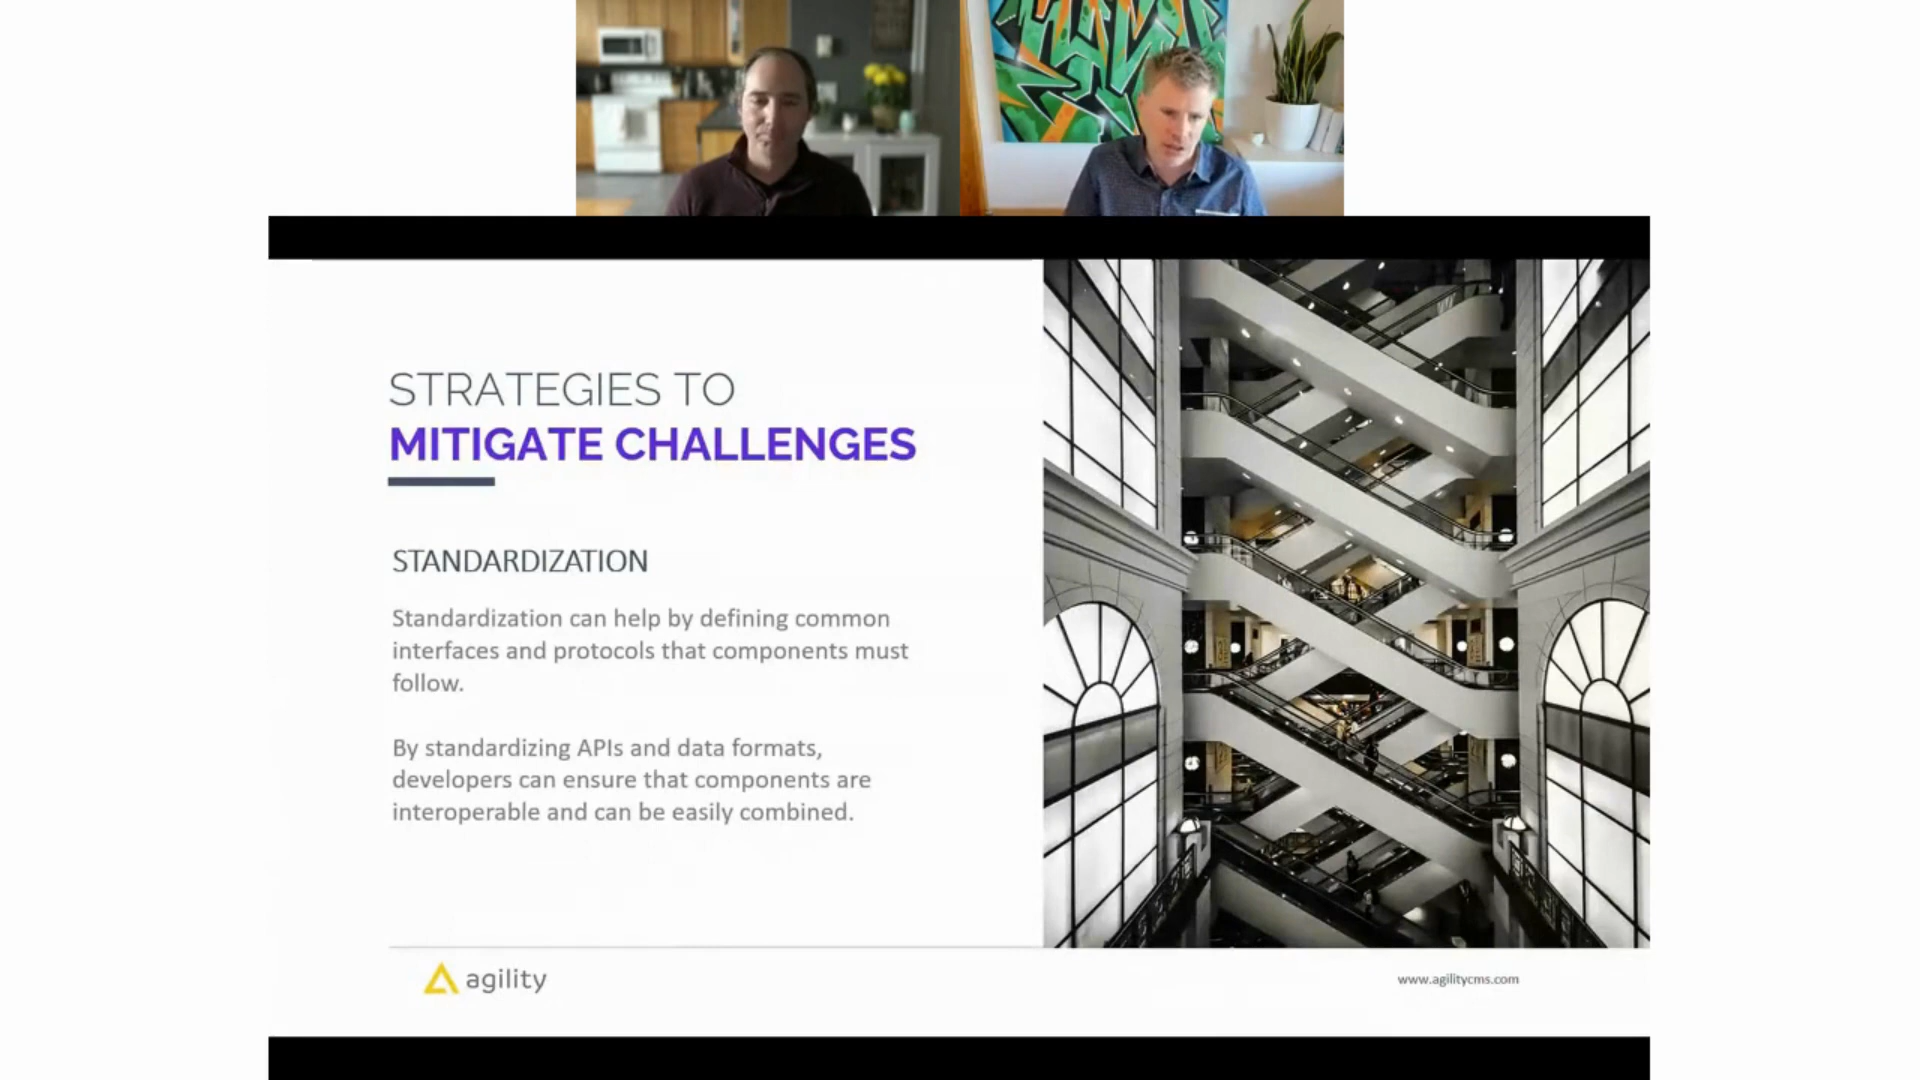 STRATEGIES TO
MITIGATE CHALLENGES
STANDARDIZATION
Standardization can help by defining common
interfaces and protocols that components must
follow.
By standardizing APIs and data formats,
developers can ensure that components are
interoperable and can be easily combined.
agility
www.agilitycms.com